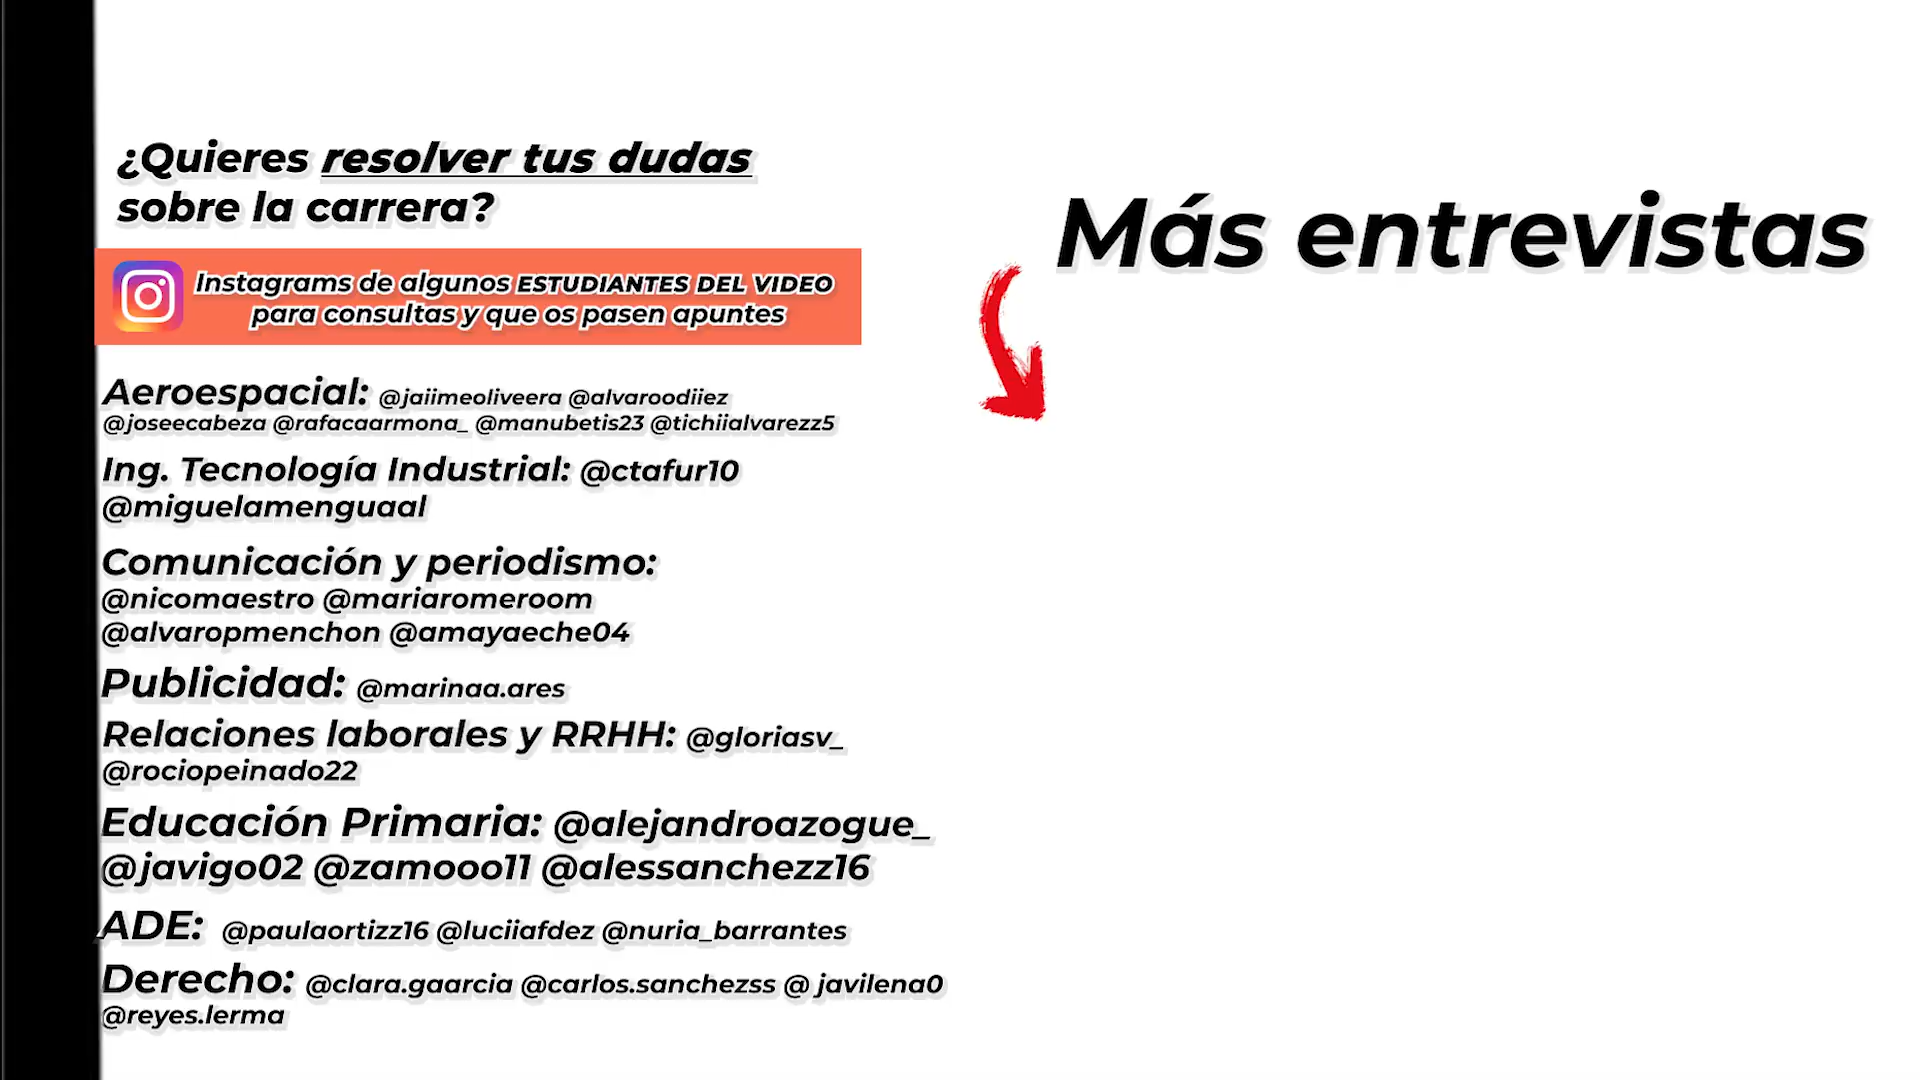 ¿Quieres resolver tus dudas
sobre la carrera?
Instagrams de algunos ESTUDIANTES DEL VIDEO
para consultas y que os pasen apuntes
Aeroespacial: @jaiimeoliveera @alvaroodiiez
@joseecabeza @rafacaarmona_ @manubetis23 @tichiialvarezz5
Ing. Tecnología Industrial: @ctafur10
@miguelamenguaal
Comunicación y periodismo:
@nicomaestro @mariaromeroom
@alvaropmenchon @amayaeche04
Publicidad: @marinaa.ares
Relaciones laborales y RRHH: @gloriasv_
@rociopeinado22
Educación Primaria: @alejandroazogue_
@javigo02 @zamooo11 @alessanchezz16
ADE: @paulaortizz16 @luciiafdez @nuria_barrantes
Derecho: @clara.gaarcia @carlos.sanchezss @ javilena0
@reyes.lerma
Más entrevistas